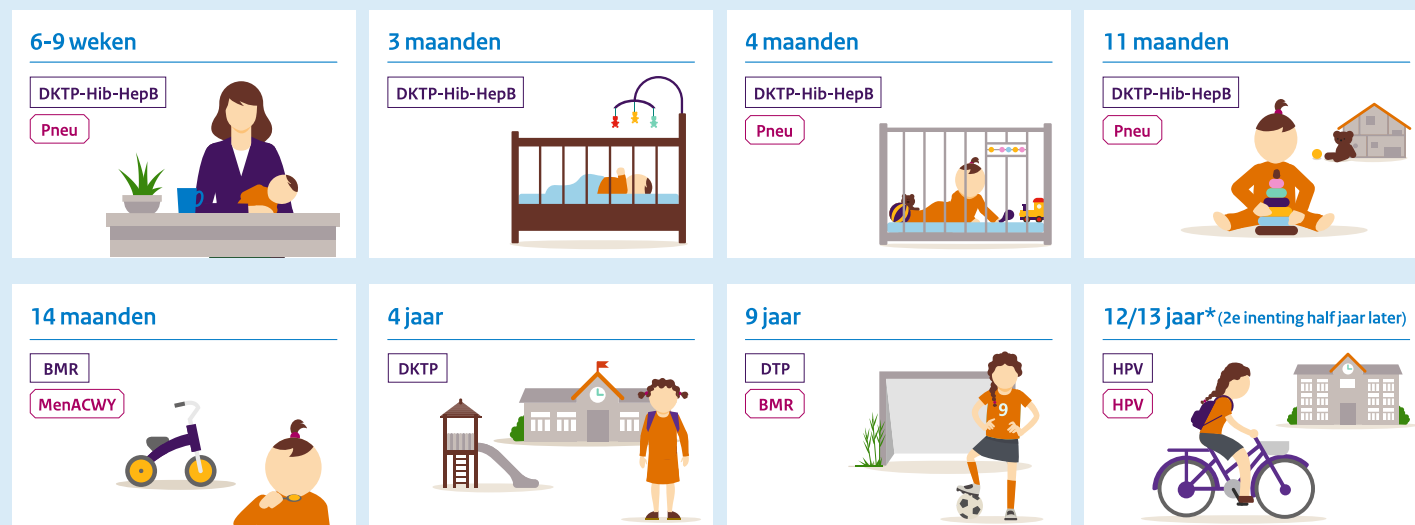 6-9 weken
DKTP-Hib-HepB
Pneu
3 maanden
DKTP-Hib-HepB
4 maanden
DKTP-Hib-HepB
Pneu
11 maanden
DKTP-Hib-HepB
Pneu
14 maanden
BMR
MenACWY
4 jaar
DKTP
9 jaar
DTP
BMR
9
12/13 jaar* (2e inenting half jaar later)
HPV
HPV